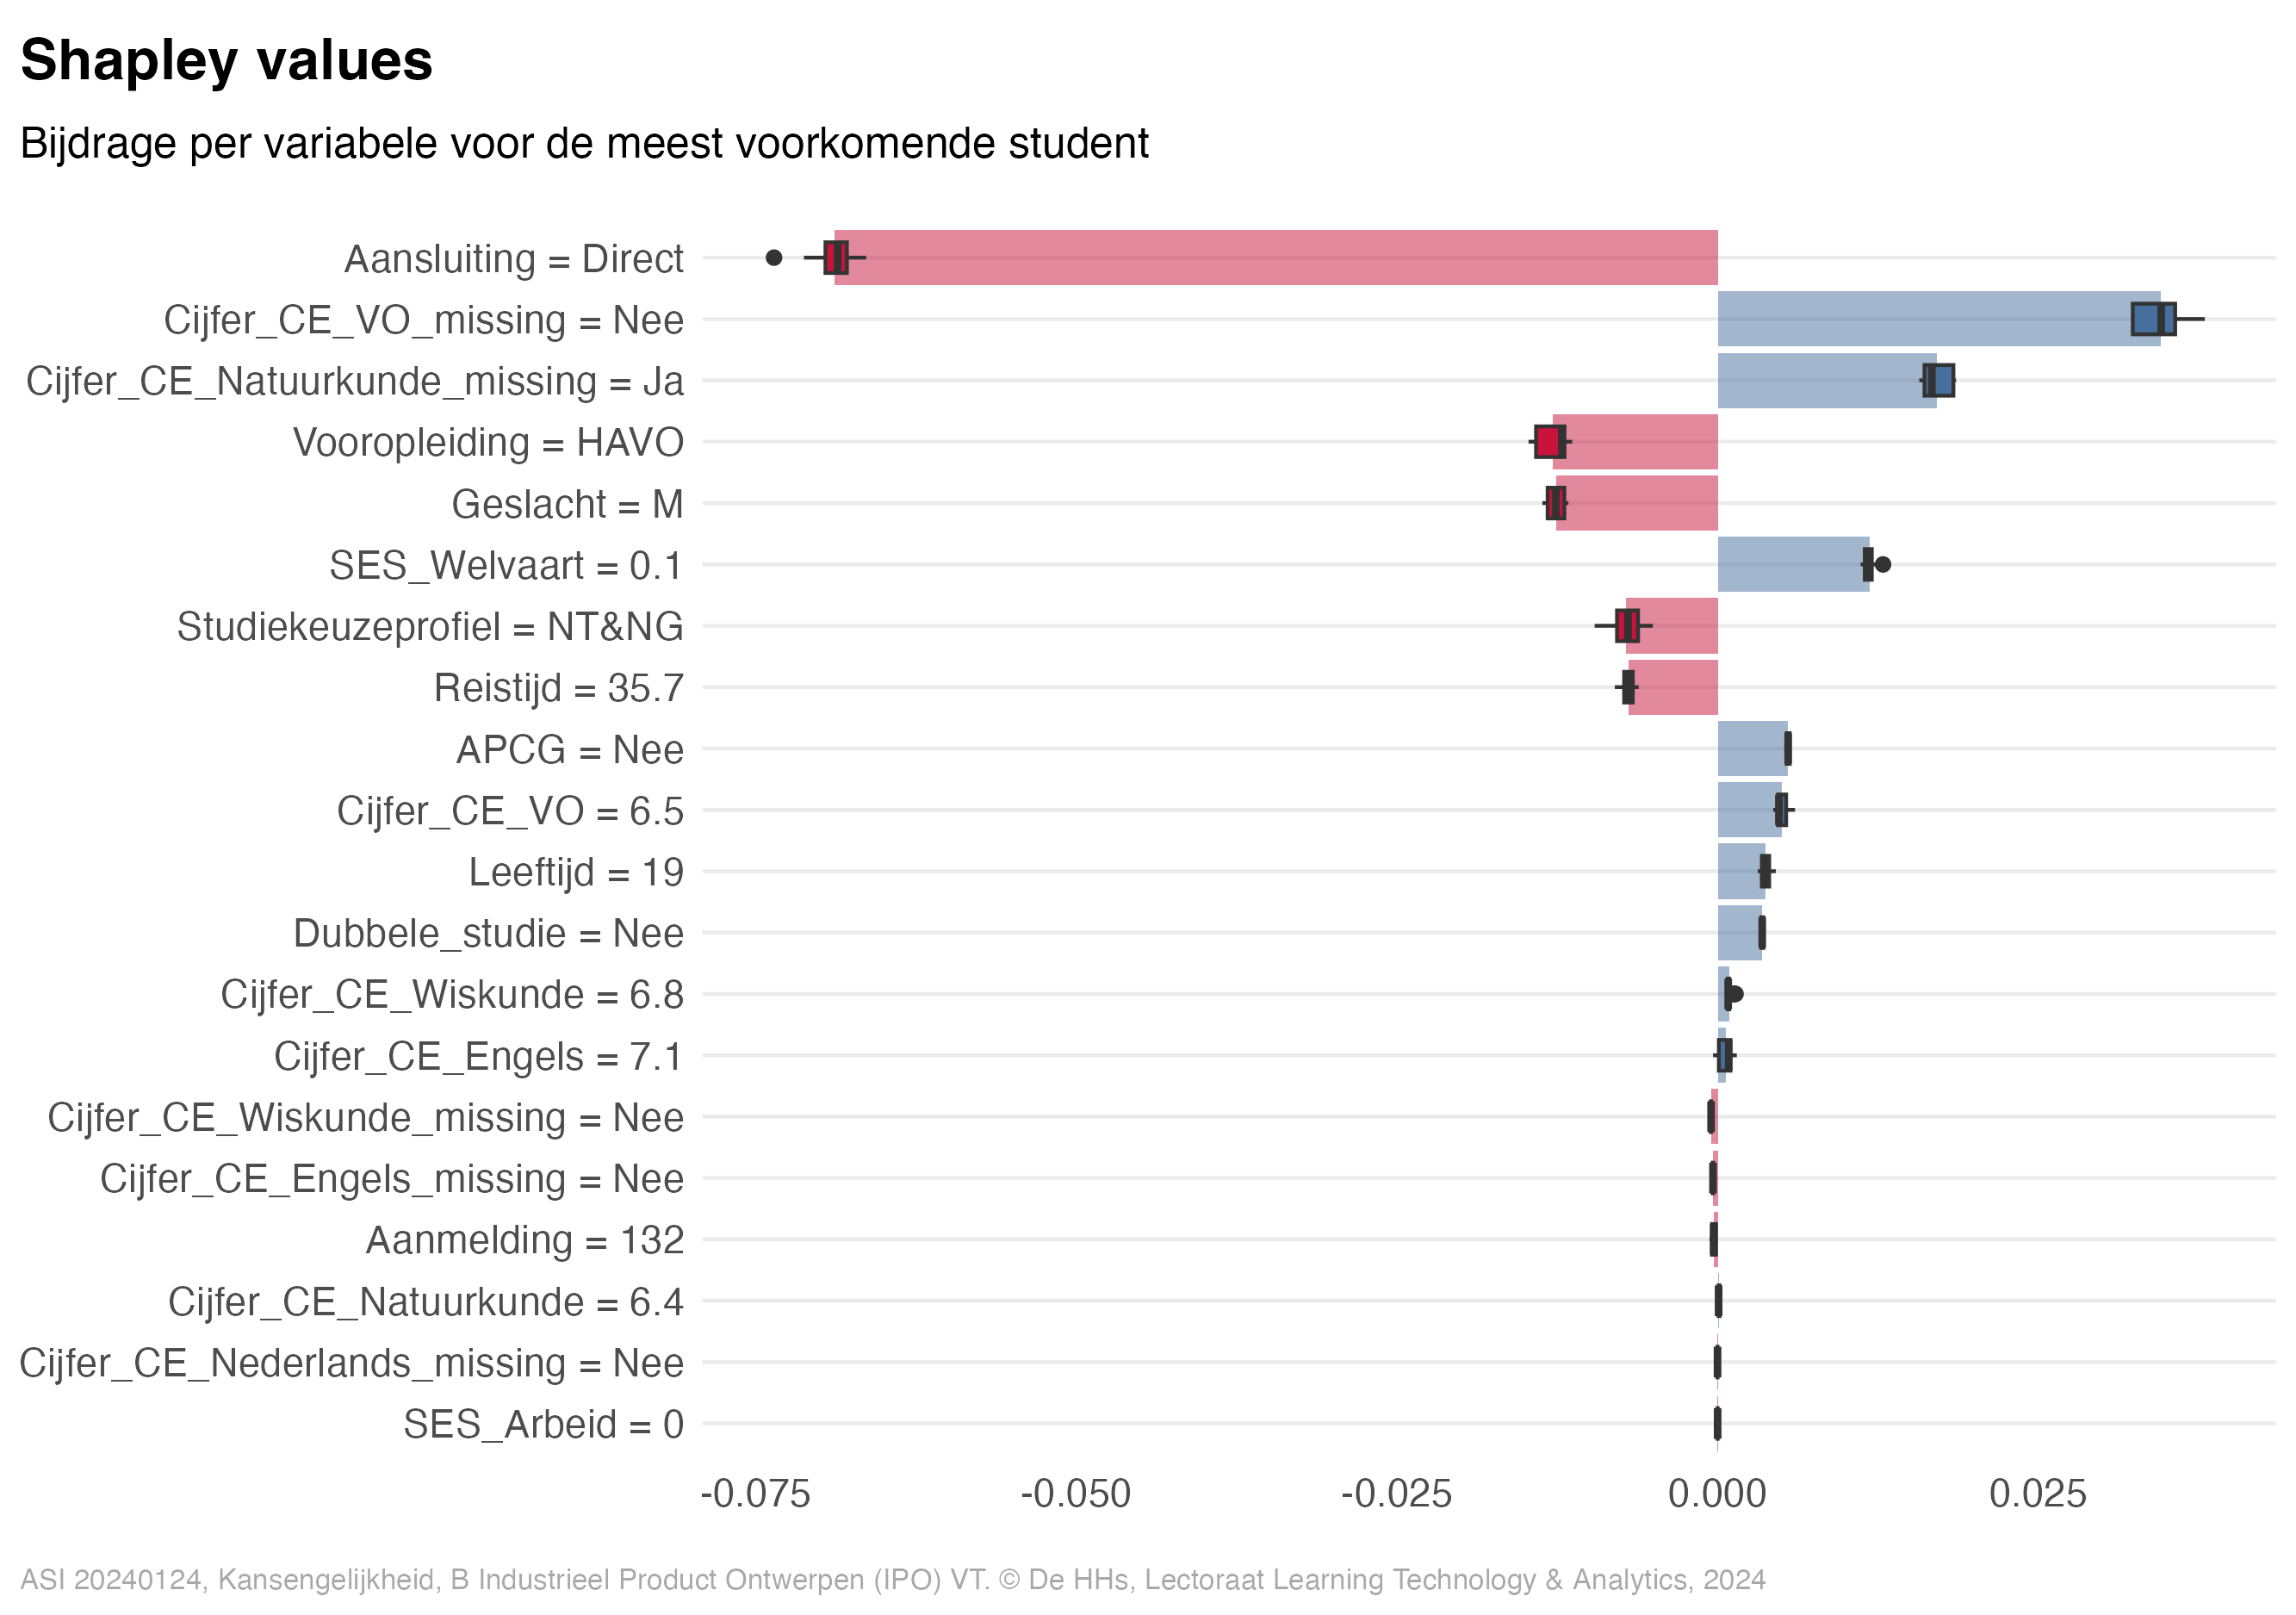 Shapley values
Bijdrage per variabele voor de meest voorkomende student
Aansluiting = Direct
Cijfer_CE_VO_missing = Nee
Cijfer_CE_Natuurkunde_missing = Ja
Vooropleiding = HAVO
Geslacht = M
SES_Welvaart = 0.1
Studiekeuzeprofiel = NT&NG
Reistijd = 35.7
APCG = Nee
Cijfer_CE_VO = 6.5
Leeftijd = 19
Dubbele_studie = Nee
Cijfer_CE_Wiskunde = 6.8
Cijfer_CE_Engels = 7.1
Cijfer_CE_Wiskunde_missing = Nee
Cijfer_CE_Engels_missing = Nee
Aanmelding = 132
Cijfer_CE_Natuurkunde = 6.4
Cijfer_CE_Nederlands_missing = Nee
SES_Arbeid = 0
-0.075 -0.050 -0.025 0.000 0.025
ASI 20240124, Kansengelijkheid, B Industrieel Product Ontwerpen (IPO) VT. © De HHs, Lectoraat Learning Technology & Analytics, 2024